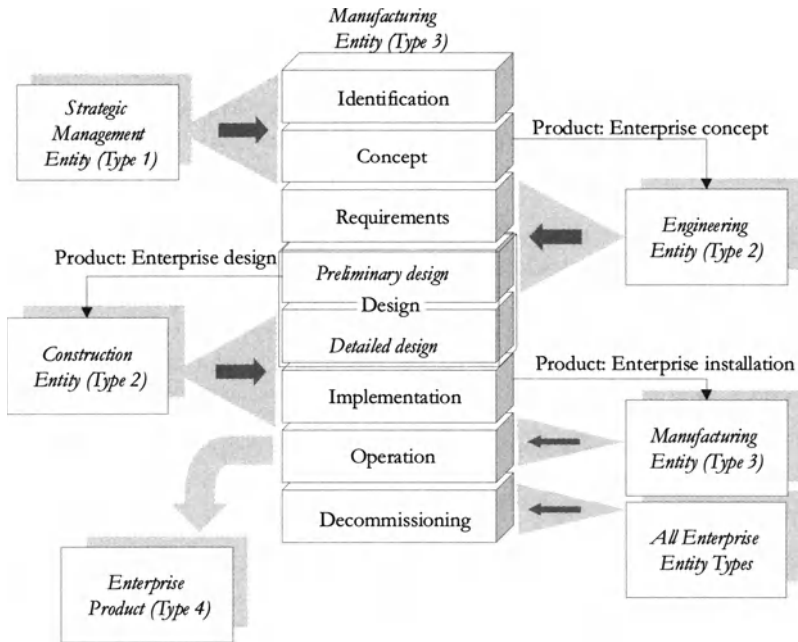 Manufacturing
Entity (Type 3)
Identification
Strategic
Management
Entity (Type 1)
Product: Enterprise concept
Concept
Requirements
Engineering
Entity (Type 2)
Product: Enterprise design
Preliminary design
Design
Detailed design
Construction
Entity (Type 2)
Product: Enterprise installation
Implementation
Manufacturing
Entity (Type 3)
Operation
Decommissioning
All Enterprise
Entity Types
Enterprise
Product (Type 4)